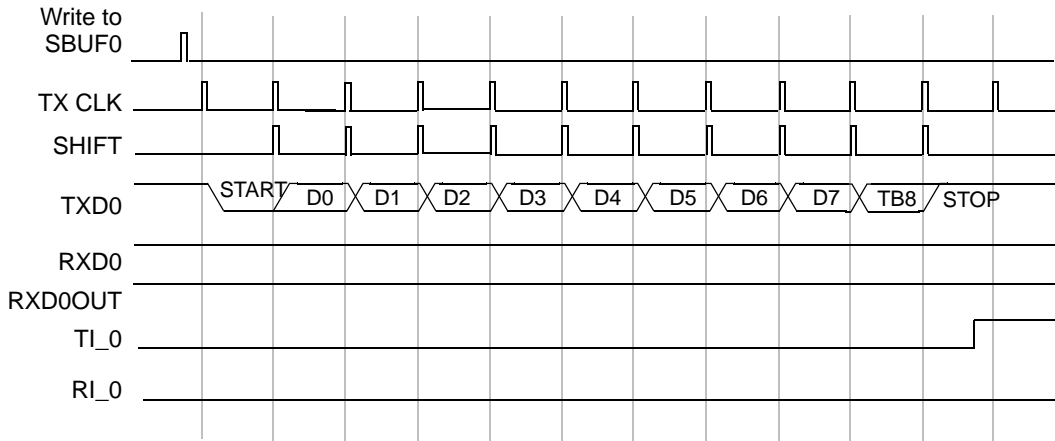 Write to
SBUF0
TX CLK
SHIFT
TXD0
START D0 D1 D2 D3 D4 D5 D6 D7 TB8 STOP
RXD0
RXD0OUT
TI_0
RI_0